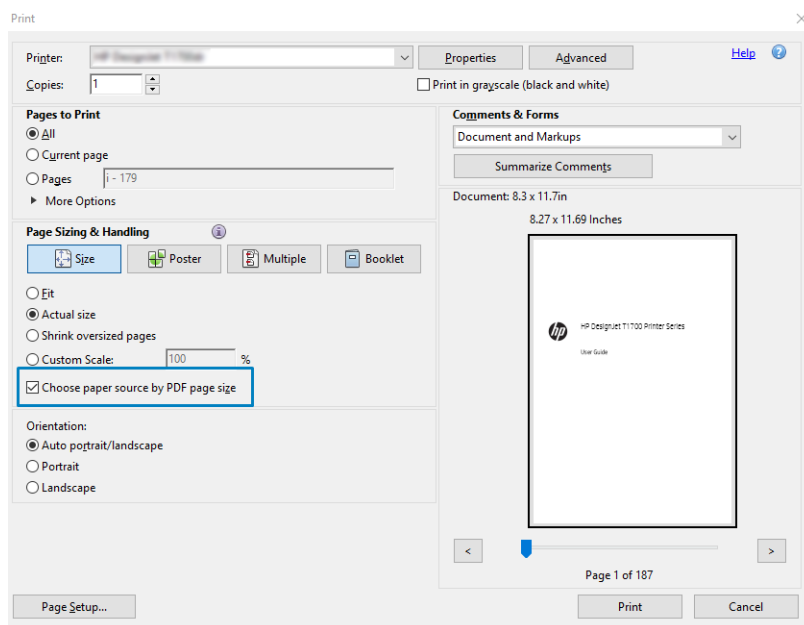 Print
Printer: Properties Advanced Help ?
Copies: 1 Print in grayscale (black and white)
Pages to Print
All
Current page
Pages i - 179
More Options
Comments & Forms
Document and Markups
Summarize Comments
Page Sizing & Handling i
Size Poster Multiple Booklet
Fit
Actual size
Shrink oversized pages
Custom Scale: 100 %
Choose paper source by PDF page size
Orientation:
Auto portrait/landscape
Portrait
Landscape
Document: 8.3 x 11.7in
8.27 x 11.69 Inches
hp
HP DesignJet T1700 Printer Series
User Guide
< >
Page 1 of 187
Page Setup... Print Cancel